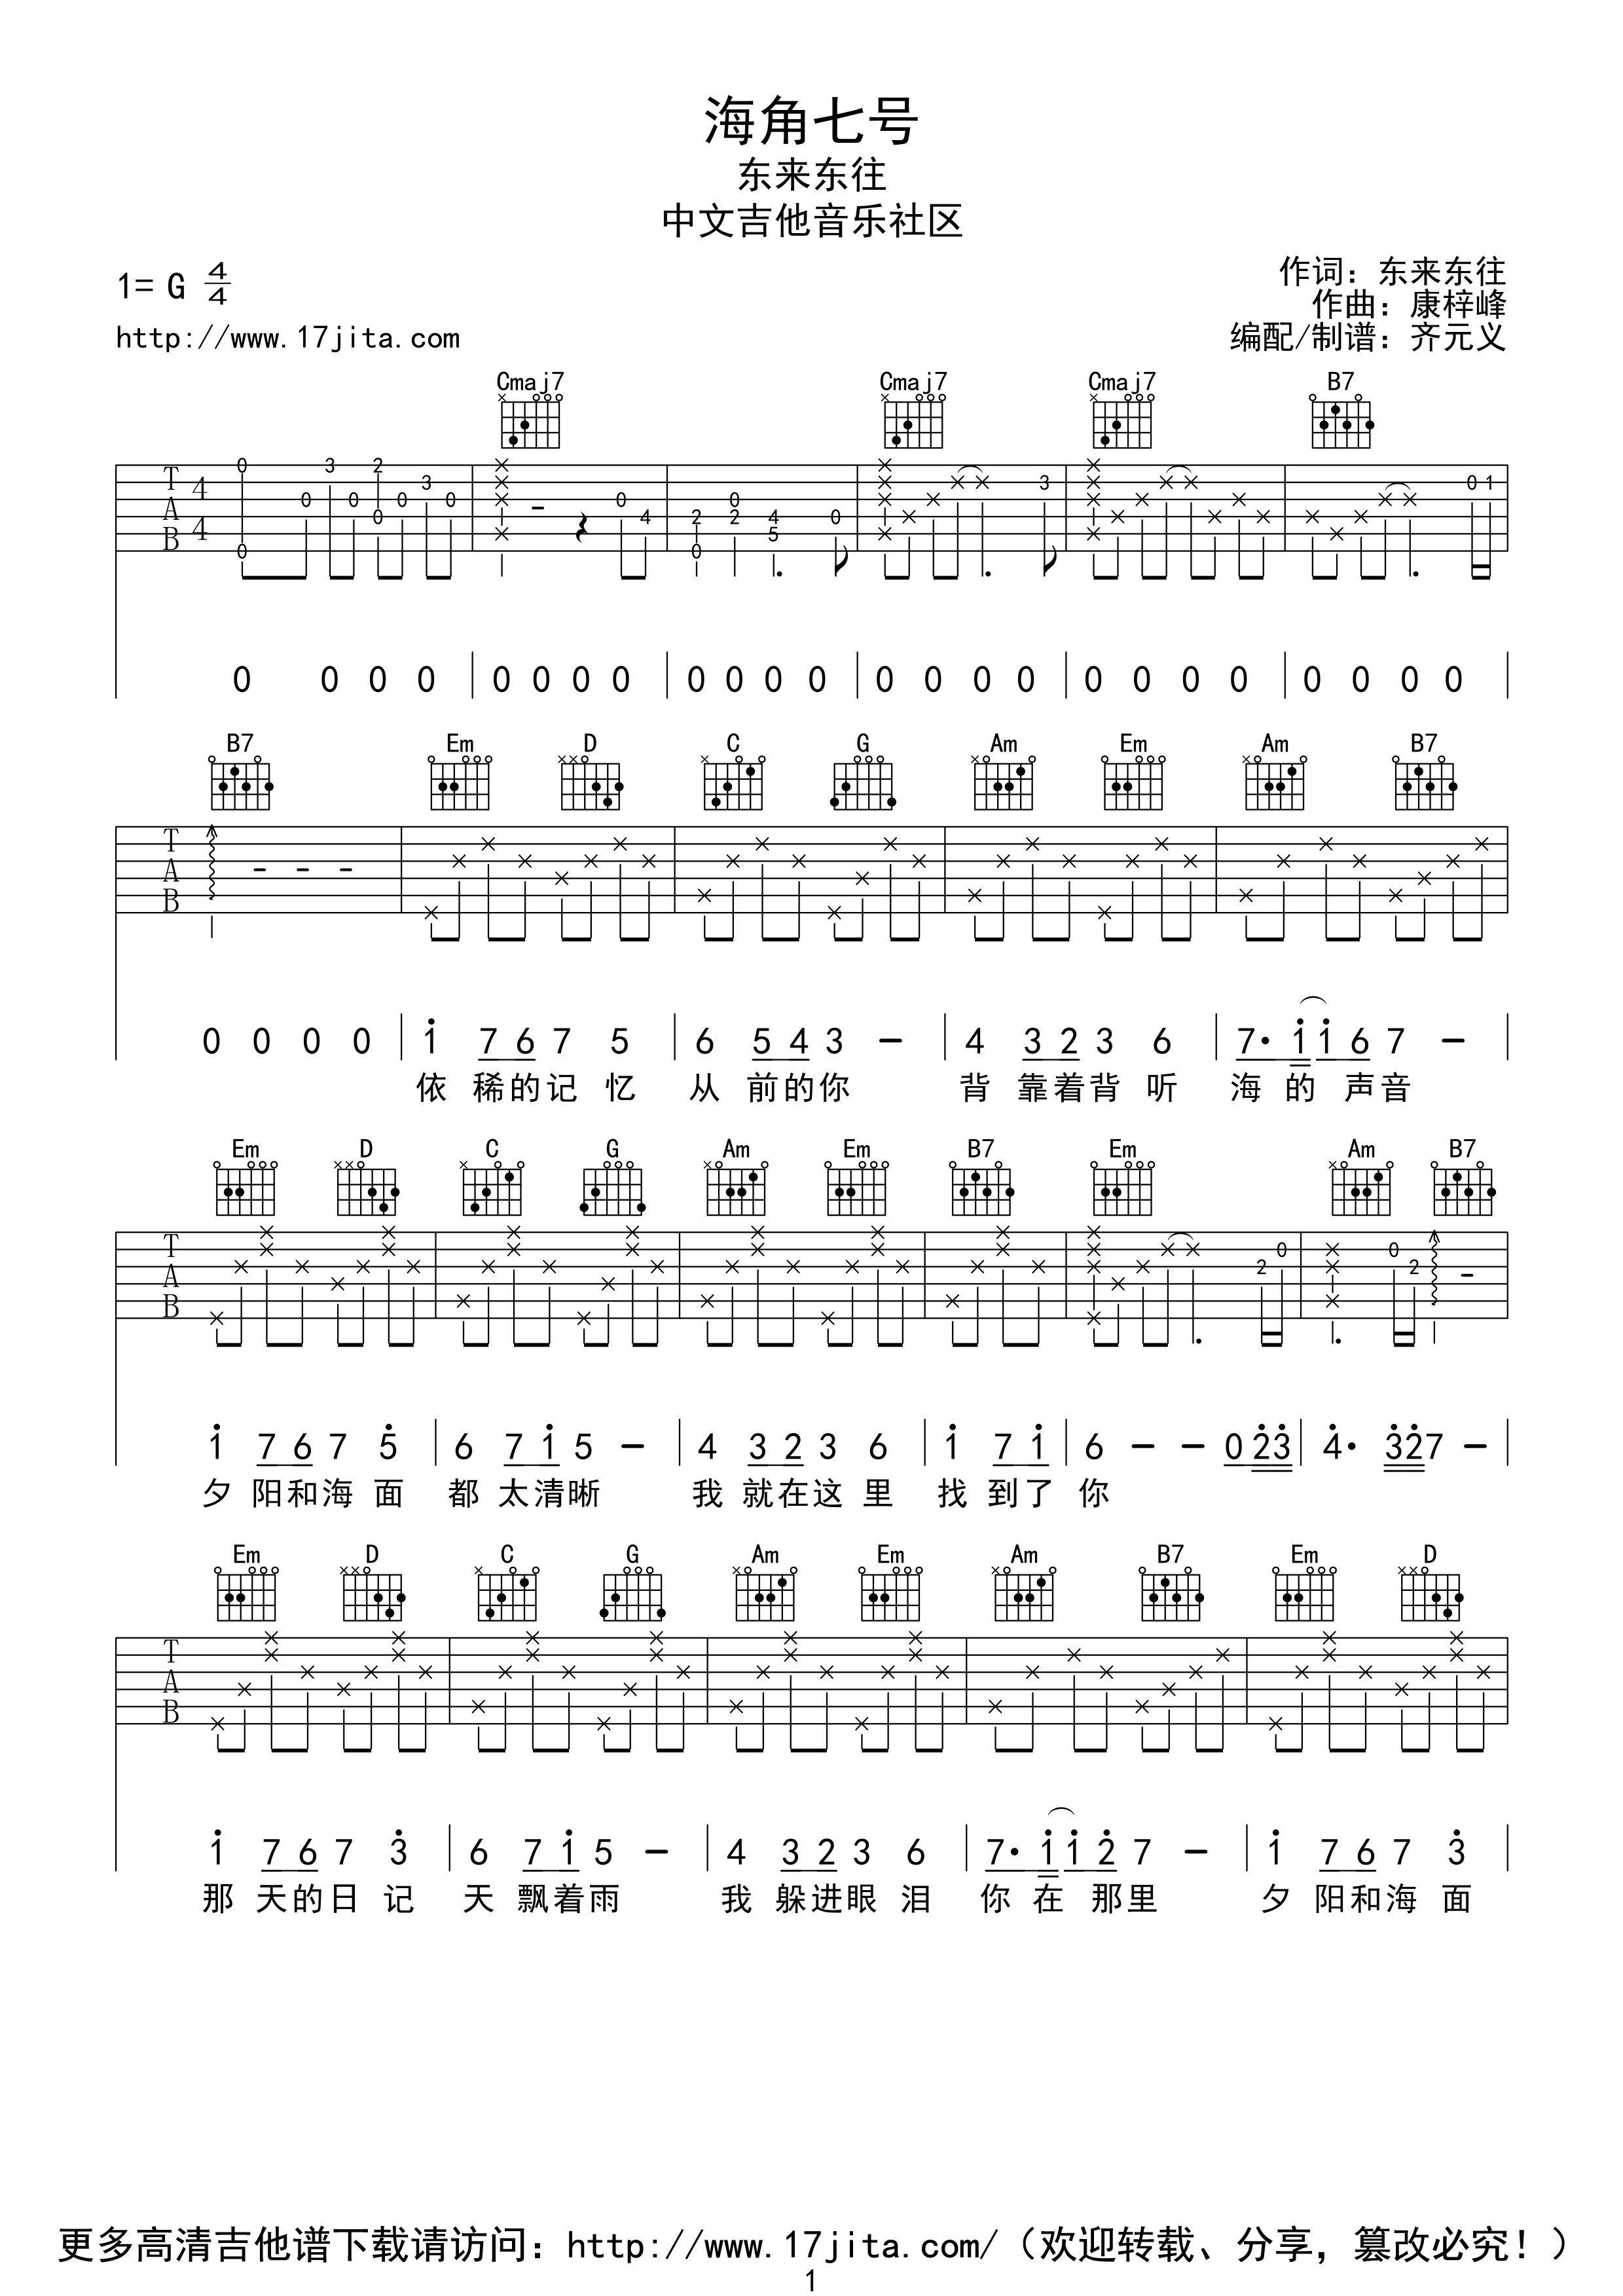 海角七号
东来东往
中文吉他音乐社区
1= G 4/4
作词：东来东往
作曲：康梓峰
http://www.17jita.com
编配/制谱：齐元义
Cmaj7 Cmaj7 Cmaj7 B7
0 0 0 0 0 0 0 0 0 0 0 0 0 0 0 0 0 0 0 0 0 0 0 0
B7 Em D C G Am Em Am B7
0 0 0 0 1 7 6 7 5 6 5 4 3 - 4 3 2 3 6 7· 1 1 6 7 -
依 稀的记 忆 从 前的你 背 靠着背 听 海 的 声音
Em D C G Am Em B7 Em Am B7
1 7 6 7 5 6 7 1 5 - 4 3 2 3 6 1 7 1 6 - - 0 2 3 4· 3 2 7 -
夕 阳和海 面 都 太清晰 我 就在这 里 找 到了 你
Em D C G Am Em Am B7 Em D
1 7 6 7 3 6 7 1 5 - 4 3 2 3 6 7· 1 1 2 7 - 1 7 6 7 3
那 天的日 记 天 飘着雨 我 躲进眼 泪 你 在 那里 夕 阳和海 面
更多高清吉他谱下载请访问：http://www.17jita.com/（欢迎转载、分享，篡改必究！）
1